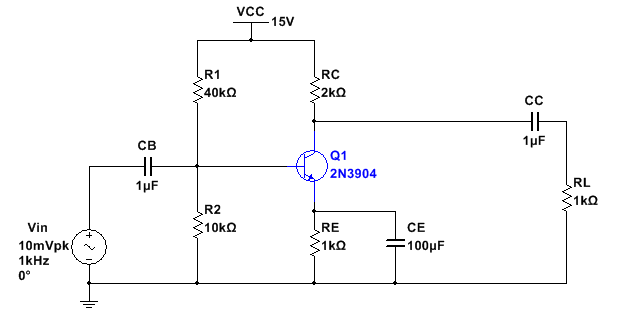 VCC
15V
R1
40kΩ
RC
2kΩ
CC
1µF
CB
1µF
Q1
2N3904
RL
1kΩ
R2
10kΩ
Vin
10mVpk
1kHz
0°
RE
1kΩ
CE
100µF